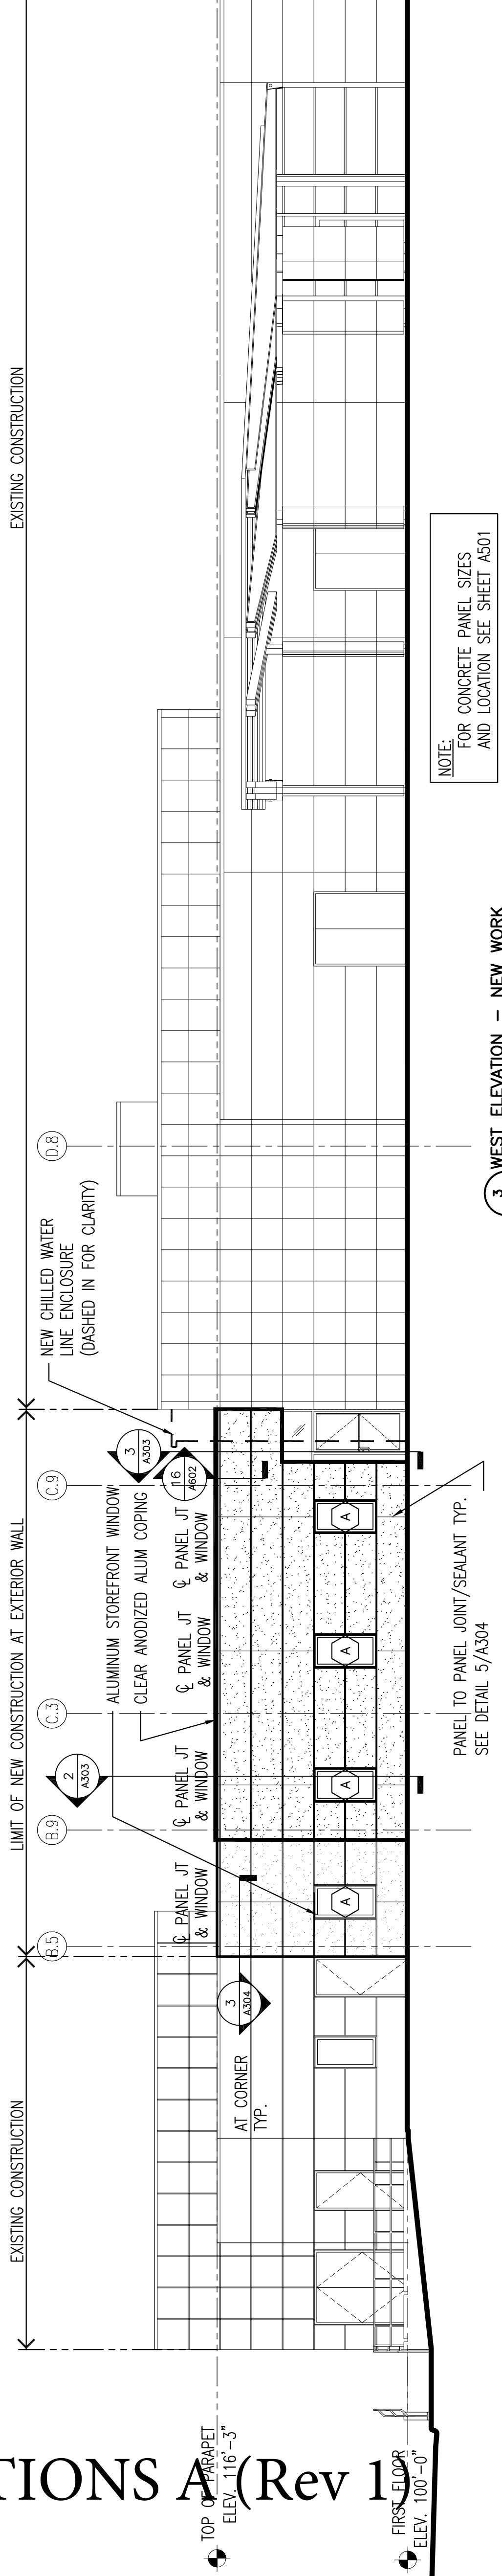 EXISTING CONSTRUCTION
LIMIT OF NEW CONSTRUCTION AT EXTERIOR WALL
EXISTING CONSTRUCTION
B.5
B.9
C.3
C.9
D.8
2
A303
3
A303
16
A602
NEW CHILLED WATER
LINE ENCLOSURE
(DASHED IN FOR CLARITY)
ALUMINUM STOREFRONT WINDOW
CLEAR ANODIZED ALUM COPING
℄ PANEL JT
& WINDOW
℄ PANEL JT
& WINDOW
℄ PANEL JT
& WINDOW
℄ PANEL JT
& WINDOW
3
A304
AT CORNER
TYP.
A
A
A
A
TOP OF PARAPET
ELEV. 116'-3"
FIRST FLOOR
ELEV. 100'-0"
PANEL TO PANEL JOINT/SEALANT TYP.
SEE DETAIL 5/A304
NOTE:
FOR CONCRETE PANEL SIZES
AND LOCATION SEE SHEET A501
3 WEST ELEVATION - NEW WORK
TIONS A (Rev 1)